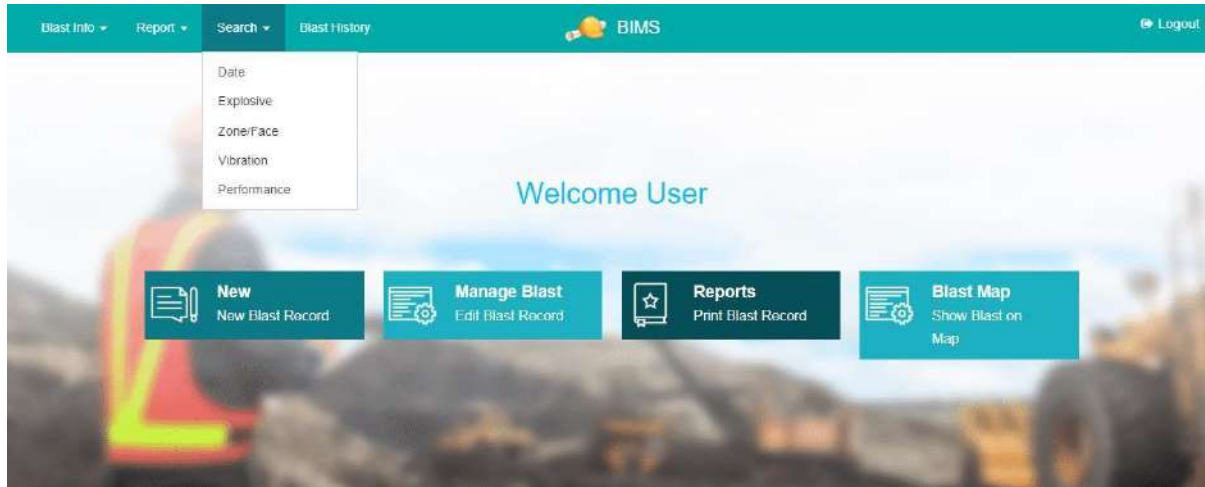 Blast Info Report Search Blast History BIMS Logout
Date
Explosive
Zone/Face
Vibration
Performance
Welcome User
New
New Blast Record
Manage Blast
Edit Blast Record
Reports
Print Blast Record
Blast Map
Show Blast on
Map